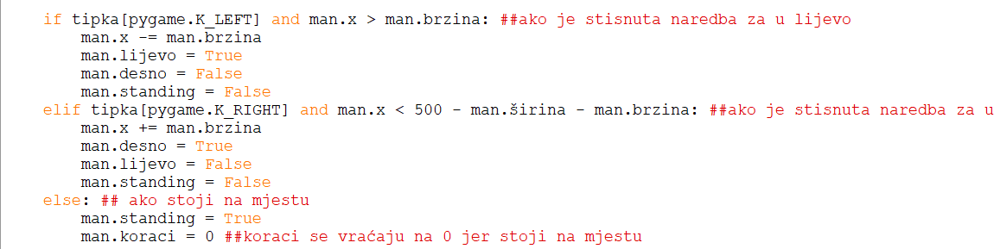 if tipka[pygame.K_LEFT] and man.x > man.brzina: ##ako je stisnuta naredba za u lijevo
    man.x -= man.brzina
    man.lijevo = True
    man.desno = False
    man.standing = False
elif tipka[pygame.K_RIGHT] and man.x < 500 - man.širina - man.brzina: ##ako je stisnuta naredba za u
    man.x += man.brzina
    man.desno = True
    man.lijevo = False
    man.standing = False
else: ## ako stoji na mjestu
    man.standing = True
    man.koraci = 0 ##koraci se vraćaju na 0 jer stoji na mjestu